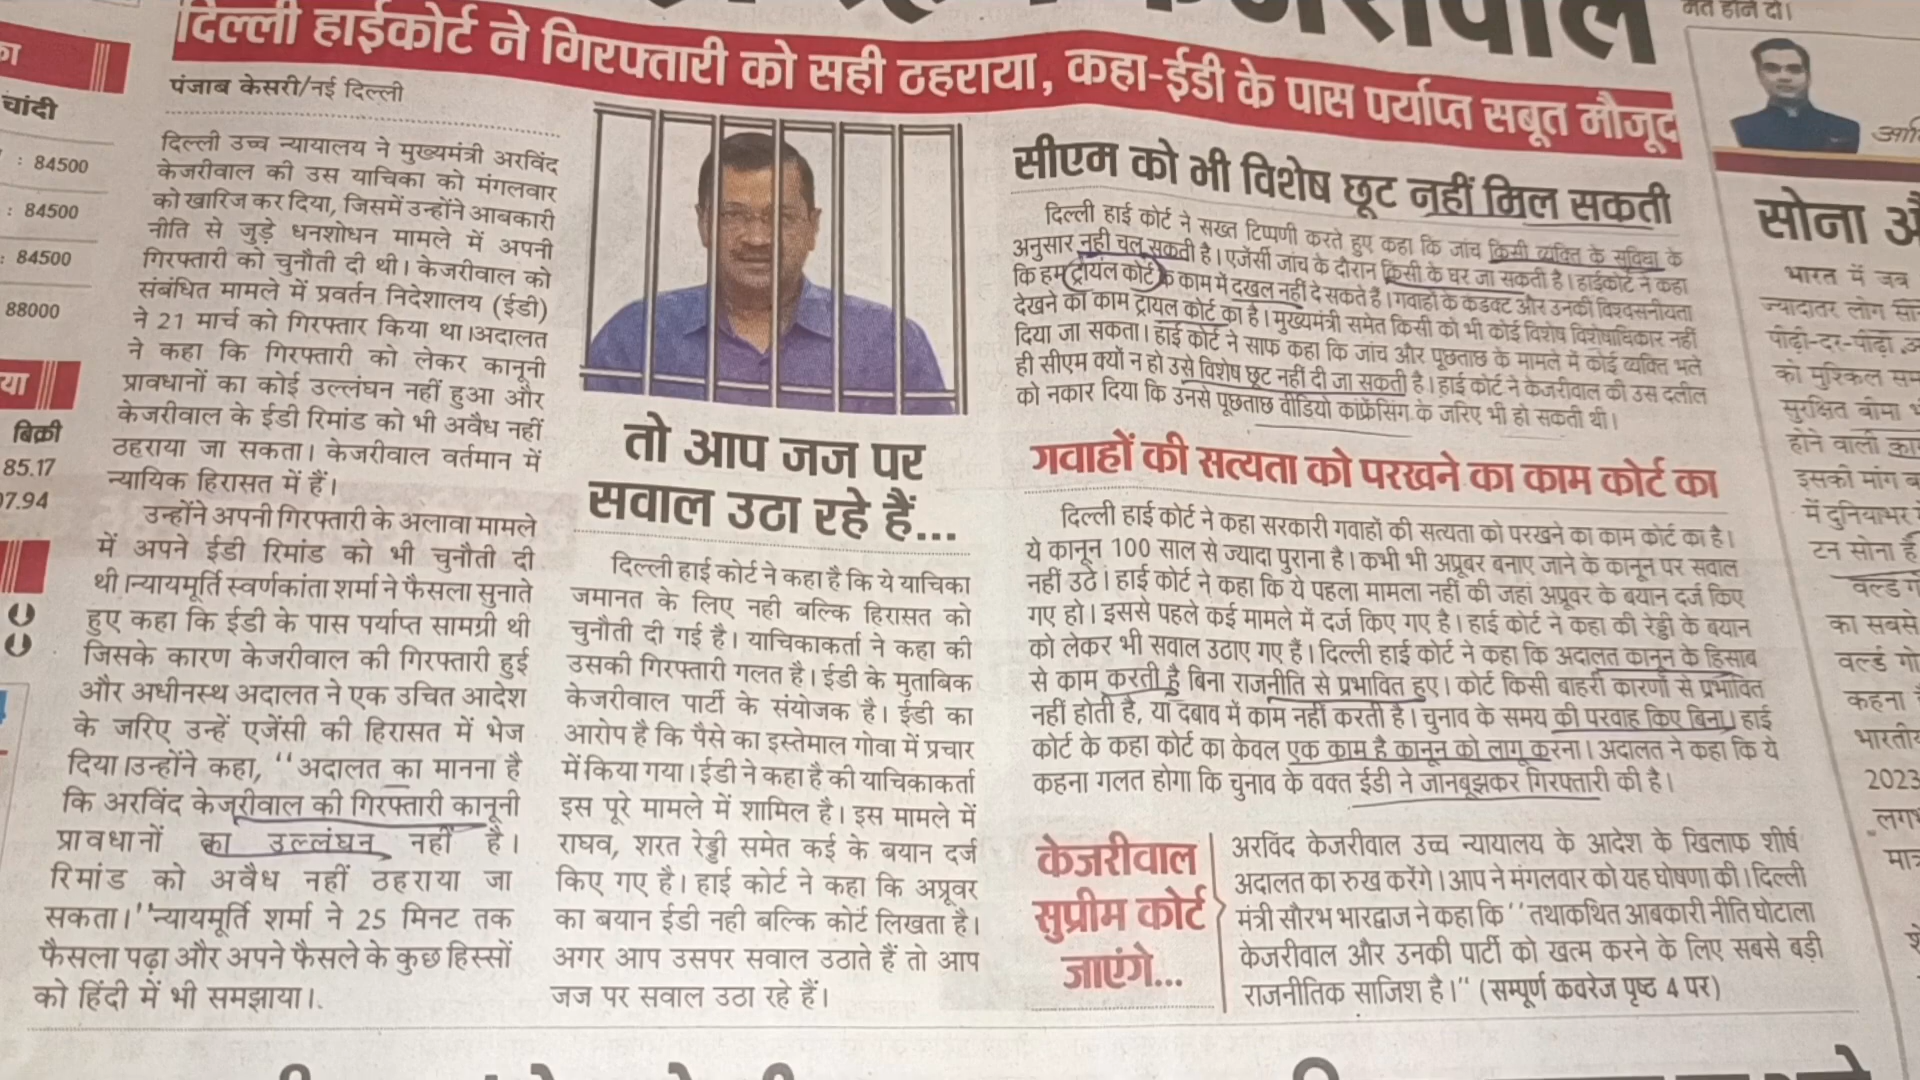 केजरीवाल
दिल्ली हाईकोर्ट ने गिरफ्तारी को सही ठहराया, कहा-ईडी के पास पर्याप्त सबूत मौजूद
पंजाब केसरी/नई दिल्ली
दिल्ली उच्च न्यायालय ने मुख्यमंत्री अरविंद
केजरीवाल की उस याचिका को मंगलवार
को खारिज कर दिया, जिसमें उन्होंने आबकारी
नीति से जुड़े धनशोधन मामले में अपनी
गिरफ्तारी को चुनौती दी थी। केजरीवाल को
संबंधित मामले में प्रवर्तन निदेशालय (ईडी)
ने 21 मार्च को गिरफ्तार किया था।अदालत
ने कहा कि गिरफ्तारी को लेकर कानूनी
प्रावधानों का कोई उल्लंघन नहीं हुआ और
केजरीवाल के ईडी रिमांड को भी अवैध नहीं
ठहराया जा सकता। केजरीवाल वर्तमान में
न्यायिक हिरासत में हैं।
उन्होंने अपनी गिरफ्तारी के अलावा मामले
में अपने ईडी रिमांड को भी चुनौती दी
थी।न्यायमूर्ति स्वर्णकांता शर्मा ने फैसला सुनाते
हुए कहा कि ईडी के पास पर्याप्त सामग्री थी
जिसके कारण केजरीवाल की गिरफ्तारी हुई
और अधीनस्थ अदालत ने एक उचित आदेश
के जरिए उन्हें एजेंसी की हिरासत में भेज
दिया।उन्होंने कहा, ''अदालत का मानना है
कि अरविंद केजरीवाल की गिरफ्तारी कानूनी
प्रावधानों का उल्लंघन नहीं है।
रिमांड को अवैध नहीं ठहराया जा
सकता।''न्यायमूर्ति शर्मा ने 25 मिनट तक
फैसला पढ़ा और अपने फैसले के कुछ हिस्सों
को हिंदी में भी समझाया।
तो आप जज पर
सवाल उठा रहे हैं...
दिल्ली हाई कोर्ट ने कहा है कि ये याचिका
जमानत के लिए नही बल्कि हिरासत को
चुनौती दी गई है। याचिकाकर्ता ने कहा की
उसकी गिरफ्तारी गलत है। ईडी के मुताबिक
केजरीवाल पार्टी के संयोजक है। ईडी का
आरोप है कि पैसे का इस्तेमाल गोवा में प्रचार
में किया गया। ईडी ने कहा है की याचिकाकर्ता
इस पूरे मामले में शामिल है। इस मामले में
राघव, शरत रेड्डी समेत कई के बयान दर्ज
किए गए है। हाई कोर्ट ने कहा कि अप्रूवर
का बयान ईडी नही बल्कि कोर्ट लिखता है।
अगर आप उसपर सवाल उठाते हैं तो आप
जज पर सवाल उठा रहे हैं।
सीएम को भी विशेष छूट नहीं मिल सकती
दिल्ली हाई कोर्ट ने सख्त टिप्पणी करते हुए कहा कि जांच किसी व्यक्ति के सुविधा के
अनुसार नही चल सकती है। एजेंसी जांच के दौरान किसी के घर जा सकती है। हाईकोर्ट ने कहा
कि हम ट्रायल कोर्ट के काम में दखल नहीं दे सकते है। गवाहों के कंडक्ट और उनकी विश्वसनीयता
देखने का काम ट्रायल कोर्ट का है। मुख्यमंत्री समेत किसी को भी कोई विशेष विशेषाधिकार नहीं
दिया जा सकता। हाई कोर्ट ने साफ कहा कि जांच और पूछताछ के मामले में कोई व्यक्ति भले
ही सीएम क्यों न हो उसे विशेष छूट नहीं दी जा सकती है। हाई कोर्ट ने केजरीवाल की उस दलील
को नकार दिया कि उनसे पूछताछ वीडियो कांफ्रेंसिंग के जरिए भी हो सकती थी।
गवाहों की सत्यता को परखने का काम कोर्ट का
दिल्ली हाई कोर्ट ने कहा सरकारी गवाहों की सत्यता को परखने का काम कोर्ट का है।
ये कानून 100 साल से ज्यादा पुराना है। कभी भी अप्रूबर बनाए जाने के कानून पर सवाल
नहीं उठे। हाई कोर्ट ने कहा कि ये पहला मामला नहीं की जहां अप्रूवर के बयान दर्ज किए
गए हो। इससे पहले कई मामले में दर्ज किए गए है। हाई कोर्ट ने कहा की रेड्डी के बयान
को लेकर भी सवाल उठाए गए हैं। दिल्ली हाई कोर्ट ने कहा कि अदालत कानून के हिसाब
से काम करती है बिना राजनीति से प्रभावित हुए। कोर्ट किसी बाहरी कारणों से प्रभावित
नहीं होती है, या दबाव में काम नहीं करती है। चुनाव के समय की परवाह किए बिना। हाई
कोर्ट के कहा कोर्ट का केवल एक काम है कानून को लागू करना। अदालत ने कहा कि ये
कहना गलत होगा कि चुनाव के वक्त ईडी ने जानबूझकर गिरफ्तारी की है।
केजरीवाल
सुप्रीम कोर्ट
जाएंगे...
अरविंद केजरीवाल उच्च न्यायालय के आदेश के खिलाफ शीर्ष
अदालत का रुख करेंगे। आप ने मंगलवार को यह घोषणा की। दिल्ली
मंत्री सौरभ भारद्वाज ने कहा कि ''तथाकथित आबकारी नीति घोटाला
केजरीवाल और उनकी पार्टी को खत्म करने के लिए सबसे बड़ी
राजनीतिक साजिश है।'' (सम्पूर्ण कवरेज पृष्ठ 4 पर)
चांदी
: 84500
: 84500
: 84500
88000
बिक्री
85.17
मत होने दो।
सोना
भारत में जब
ज्यादातर लोग
पीढ़ी-दर-पीढ़ी
को मुश्किल
सुरक्षित बीमा
होने वाली
इसकी मांग
में दुनियाभर
टन सोना है
वर्ल्ड
का सबसे
वर्ल्ड
कहना
2023